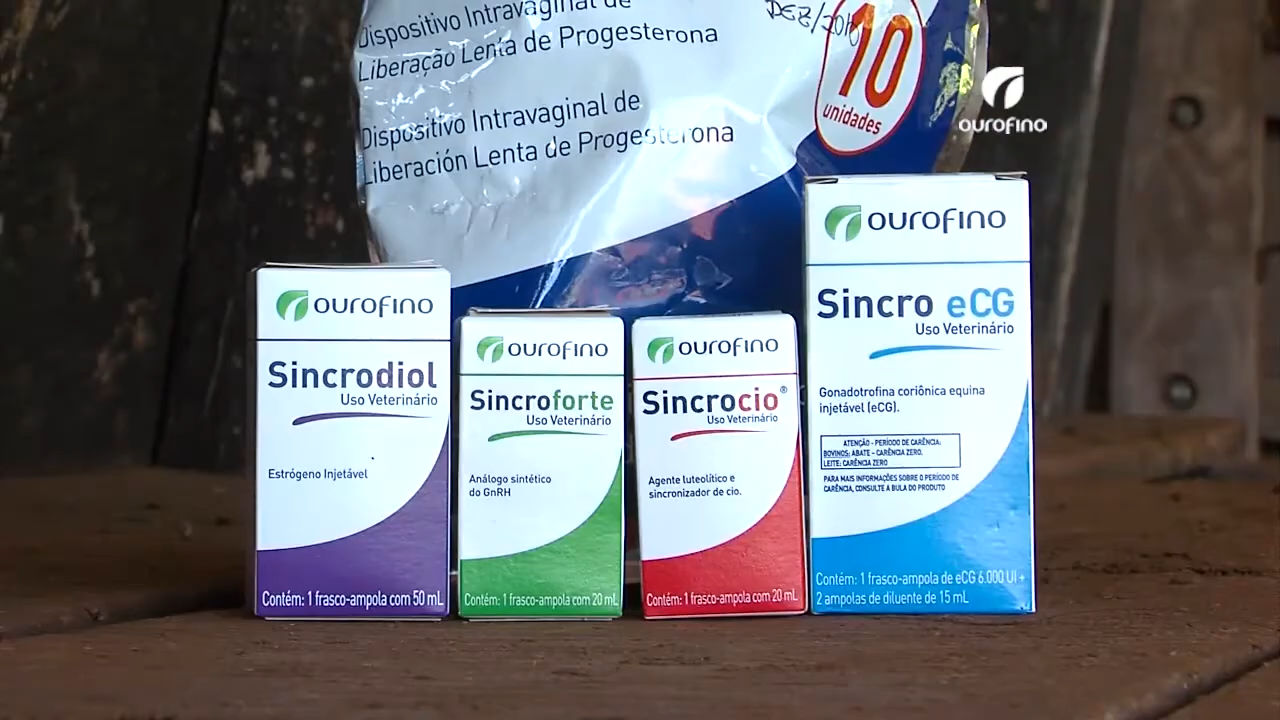 Dispositivo Intravaginal de
Liberação Lenta de Progesterona
Dispositivo Intravaginal de
Liberación Lenta de Progesterona
10
unidades
ourofino
ourofino
Sincrodiol
Uso Veterinário
Estrógeno Injetável
Contém: 1 frasco-ampola com 50 mL
ourofino
Sincroforte
Uso Veterinário
Análogo sintético
do GnRH
Contém: 1 frasco-ampola com 20 mL
ourofino
Sincrocio®
Uso Veterinário
Agente luteolítico e
sincronizador de cio.
Contém: 1 frasco-ampola com 20 mL
ourofino
Sincro eCG
Uso Veterinário
Gonadotrofina coriônica equina
injetável (eCG).
ATENÇÃO - PERÍODO DE CARÊNCIA:
BOVINOS: ABATE - CARÊNCIA ZERO.
LEITE: CARÊNCIA ZERO
PARA MAIS INFORMAÇÕES SOBRE O PERÍODO DE
CARÊNCIA, CONSULTE A BULA DO PRODUTO
Contém: 1 frasco-ampola de eCG 6.000 UI +
2 ampolas de diluente de 15 mL